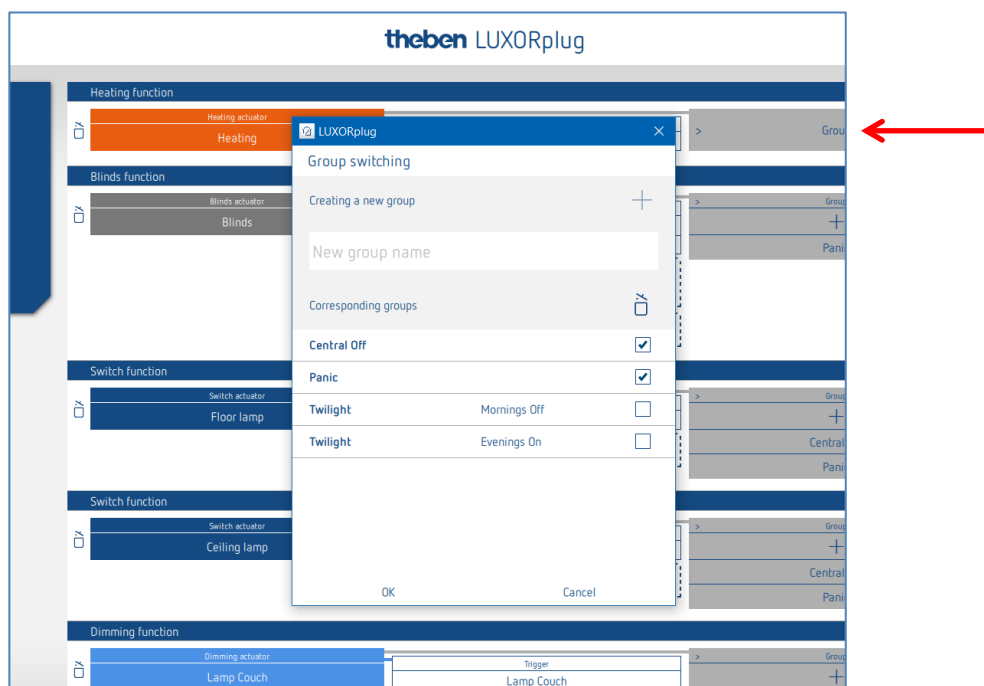 theben LUXORplug
Heating function
Heating actuator
Heating
> Grou
LUXORplug
Group switching
Creating a new group
New group name
Corresponding groups
Central Off
Panic
Twilight Mornings Off
Twilight Evenings On
OK Cancel
Blinds function
Blinds actuator
Blinds
> Group
Pani
Switch function
Switch actuator
Floor lamp
> Group
Central
Pani
Switch function
Switch actuator
Ceiling lamp
> Group
Central
Pani
Dimming function
Dimming actuator
Lamp Couch
Trigger
Lamp Couch
> Group